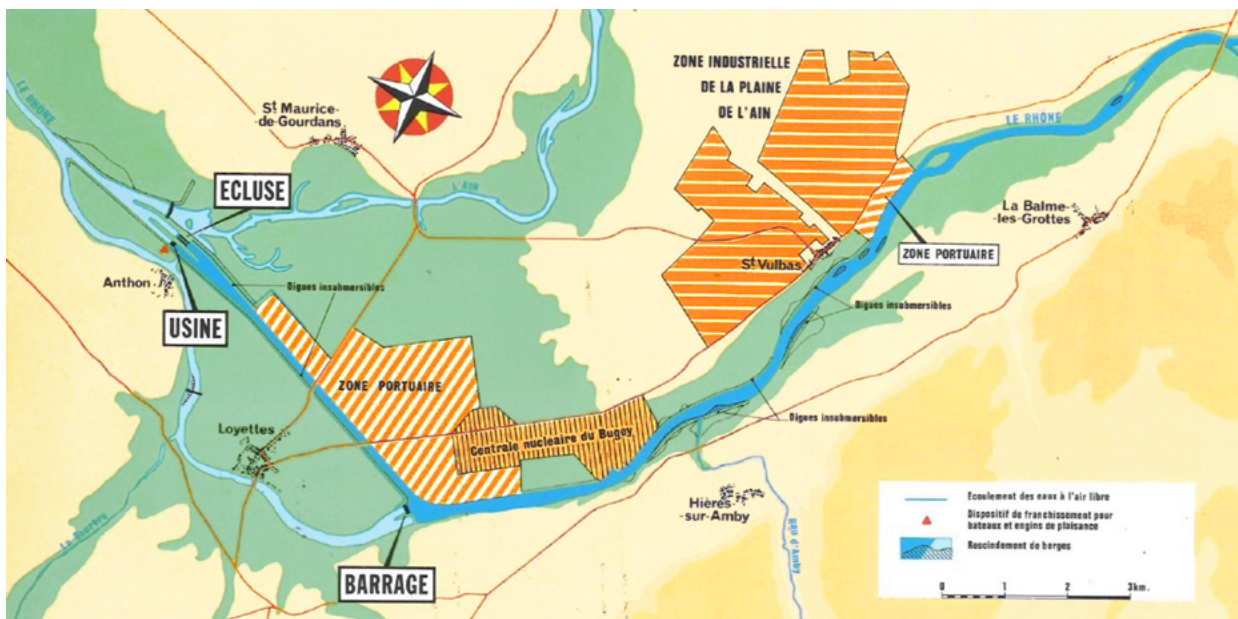 ZONE INDUSTRIELLE
DE LA PLAINE
DE L'AIN
LE RHÔNE
St Maurice-
de-Gourdans
LE RHÔNE
ECLUSE
L'AIN
La Balme-
-les-Grottes
St Vulbas
ZONE PORTUAIRE
Anthon
Digues insubmersibles
Digues insubmersibles
USINE
ZONE PORTUAIRE
Digues insubmersibles
Loyettes
Centrale nucléaire du Bugey
Hières
-sur-Amby
BARRAGE
Ecoulement des eaux à l'air libre
Dispositif de franchissement pour
bateaux et engins de plaisance
Rescindement de berges
0 1 2 3km.